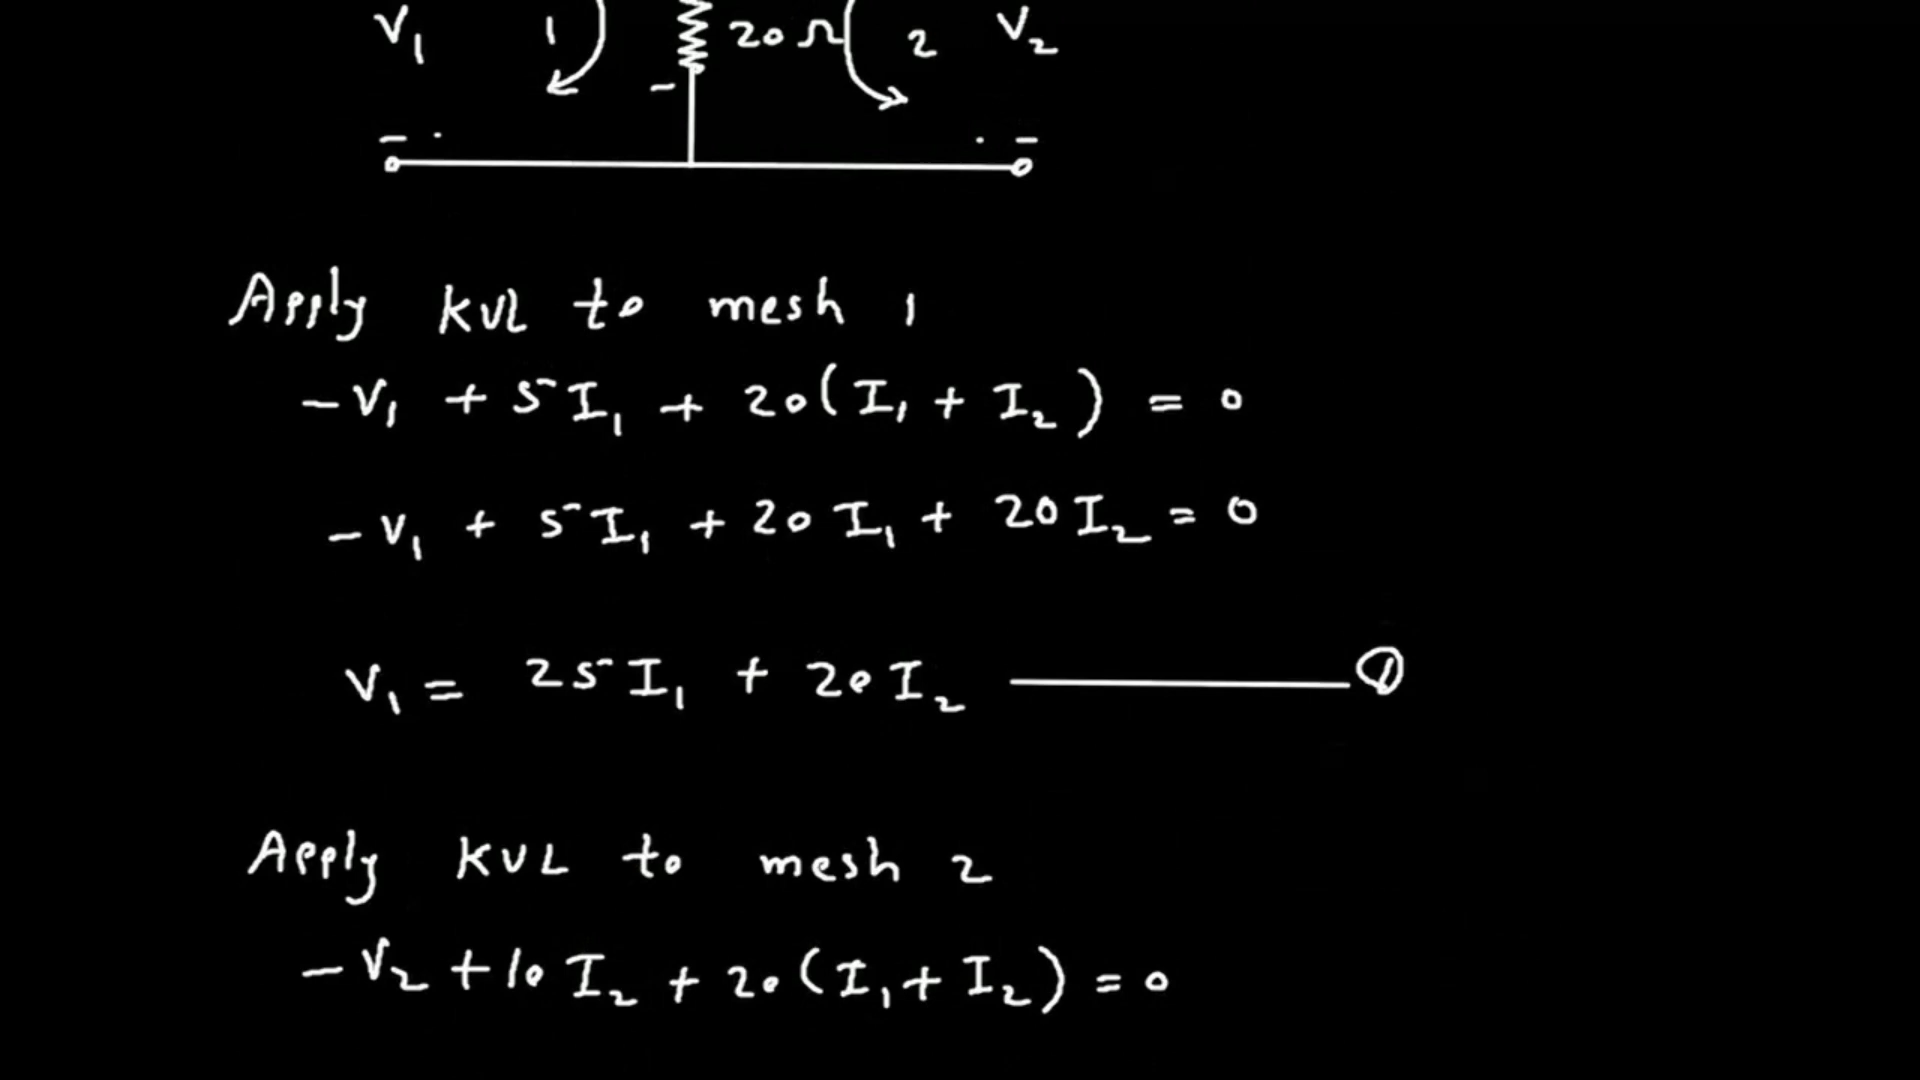 V₁ 1 20 Ω 2 V₂
-
- -
Apply KVL to mesh 1
-V₁ + 5I₁ + 20(I₁ + I₂) = 0
-V₁ + 5I₁ + 20I₁ + 20I₂ = 0
V₁ = 25I₁ + 20I₂ ———— ①
Apply KVL to mesh 2
-V₂ + 10I₂ + 20(I₁ + I₂) = 0